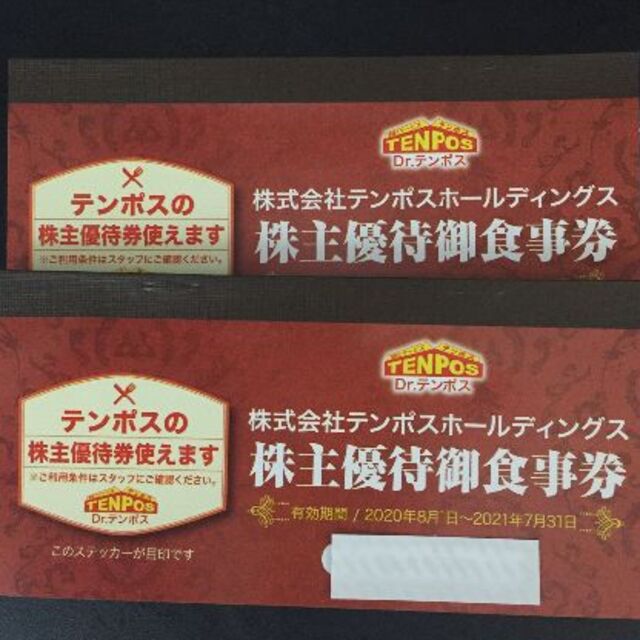 TENPOS
Dr.テンポス
テンポスの
株主優待券使えます
※ご利用条件はスタッフにご確認ください。
株式会社テンポスホールディングス
株主優待御食事券
TENPOS
Dr.テンポス
テンポスの
株主優待券使えます
※ご利用条件はスタッフにご確認ください。
TENPOS
Dr.テンポス
このステッカーが目印です
株式会社テンポスホールディングス
株主優待御食事券
有効期間 / 2020年8月1日〜2021年7月31日